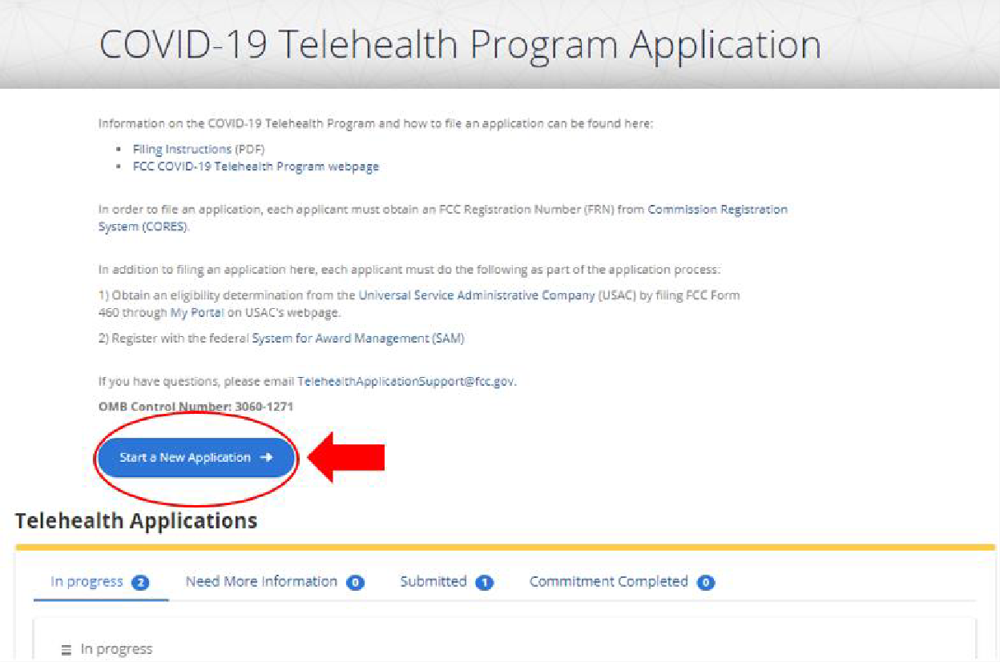 COVID-19 Telehealth Program Application
Information on the COVID-19 Telehealth Program and how to file an application can be found here:
▪ Filing Instructions (PDF)
▪ FCC COVID-19 Telehealth Program webpage
In order to file an application, each applicant must obtain an FCC Registration Number (FRN) from Commission Registration
System (CORES).
In addition to filing an application here, each applicant must do the following as part of the application process:
1) Obtain an eligibility determination from the Universal Service Administrative Company (USAC) by filing FCC Form
460 through My Portal on USAC's webpage.
2) Register with the federal System for Award Management (SAM)
If you have questions, please email TelehealthApplicationSupport@fcc.gov.
OMB Control Number: 3060-1271
Start a New Application →
Telehealth Applications
In progress 2 Need More Information 0 Submitted 1 Commitment Completed 0
In progress